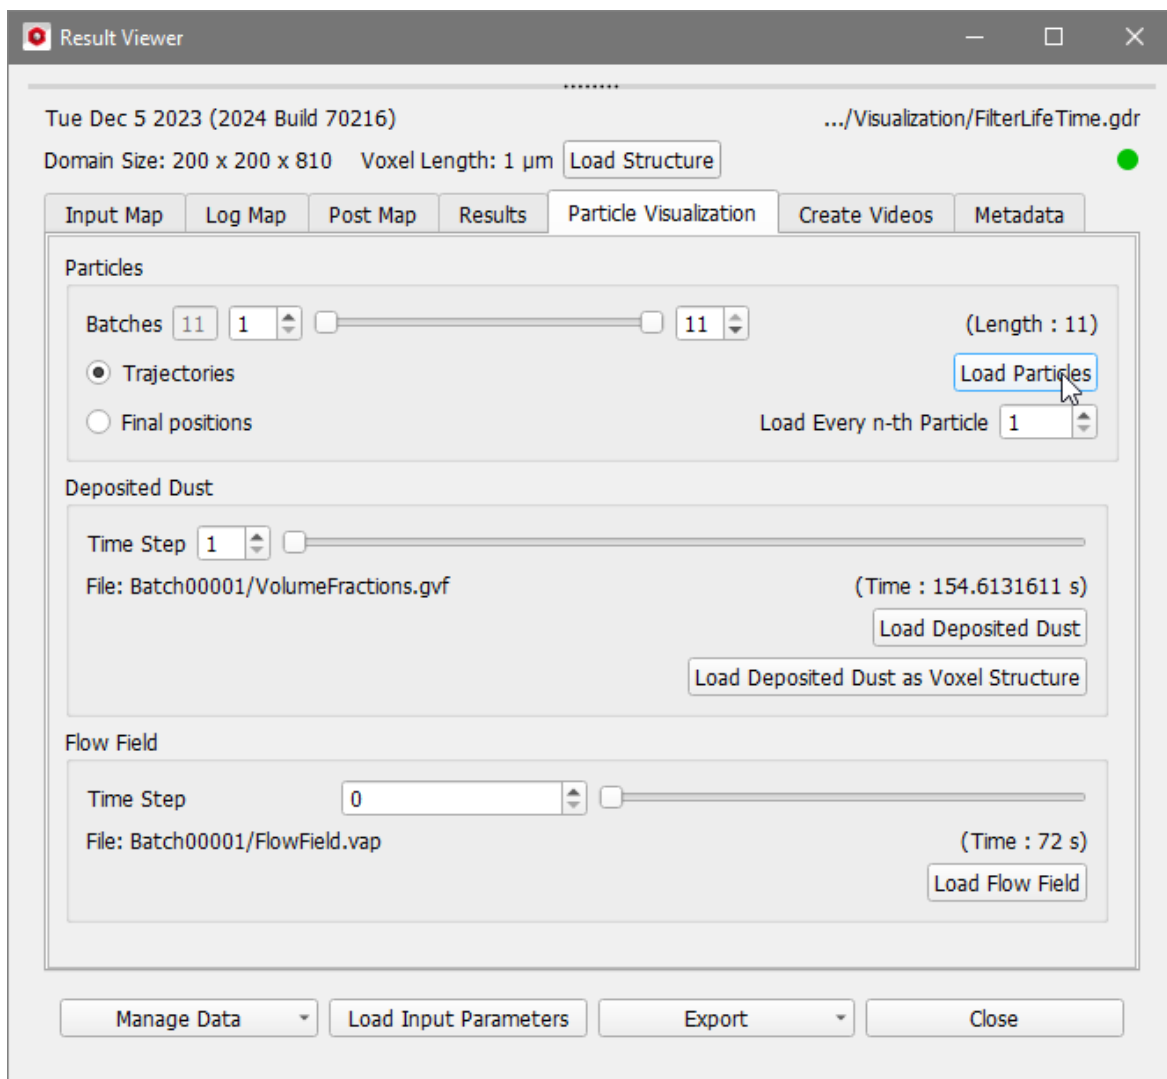 Result Viewer
Tue Dec 5 2023 (2024 Build 70216) .../Visualization/FilterLifeTime.gdr
Domain Size: 200 x 200 x 810 Voxel Length: 1 µm Load Structure
Input Map Log Map Post Map Results Particle Visualization Create Videos Metadata
Particles
Batches 11 1 11 (Length : 11)
Trajectories Load Particles
Final positions Load Every n-th Particle 1
Deposited Dust
Time Step 1
File: Batch00001/VolumeFractions.gvf (Time : 154.6131611 s)
Load Deposited Dust
Load Deposited Dust as Voxel Structure
Flow Field
Time Step 0
File: Batch00001/FlowField.vap (Time : 72 s)
Load Flow Field
Manage Data Load Input Parameters Export Close